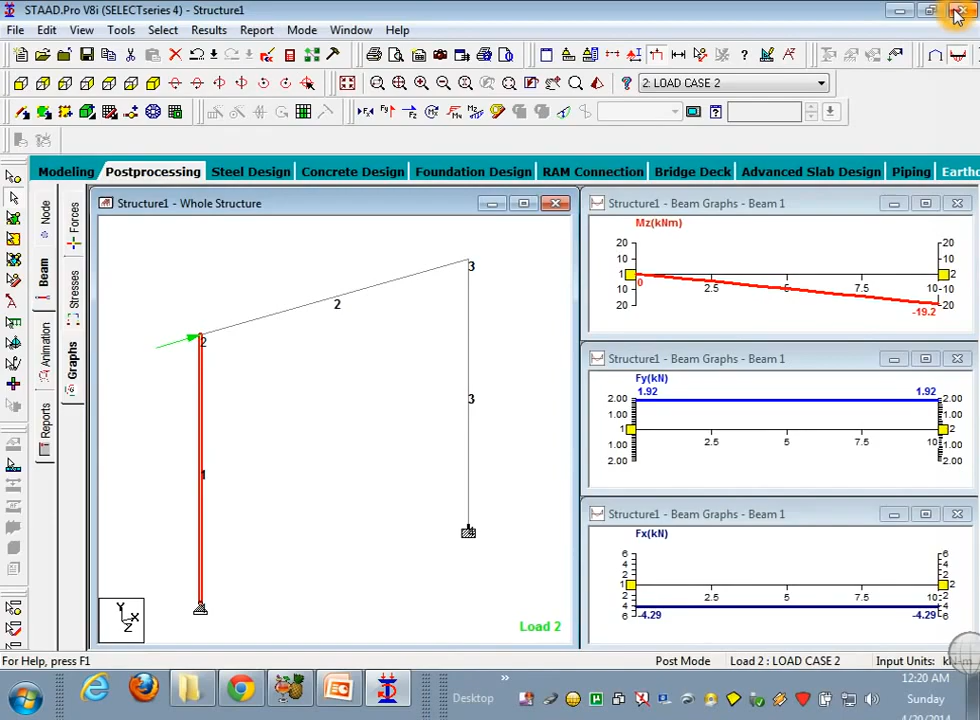 STAAD.Pro V8i (SELECTseries 4) - Structure1
File Edit View Tools Select Results Report Mode Window Help
2: LOAD CASE 2
Modeling Postprocessing Steel Design Concrete Design Foundation Design RAM Connection Bridge Deck Advanced Slab Design Piping Eartho
Node
Beam
Animation
Reports
Forces
Stresses
Graphs
Structure1 - Whole Structure
3
2
2
3
1
Y
X
Z
Load 2
Structure1 - Beam Graphs - Beam 1
Mz(kNm)
20 20
10 10
1 2
0 2.5 5 7.5 10
10 10
20 20
-19.2
Structure1 - Beam Graphs - Beam 1
Fy(kN)
1.92 1.92
2.00 2.00
1.00 1.00
1 2
2.5 5 7.5 10
1.00 1.00
2.00 2.00
Structure1 - Beam Graphs - Beam 1
Fx(kN)
6 6
4 4
2 2
1 2
2.5 5 7.5 10
2 2
4 4
6 6
-4.29 -4.29
For Help, press F1
Post Mode Load 2 : LOAD CASE 2 Input Units:
Desktop
12:20 AM
Sunday
4/20/2014